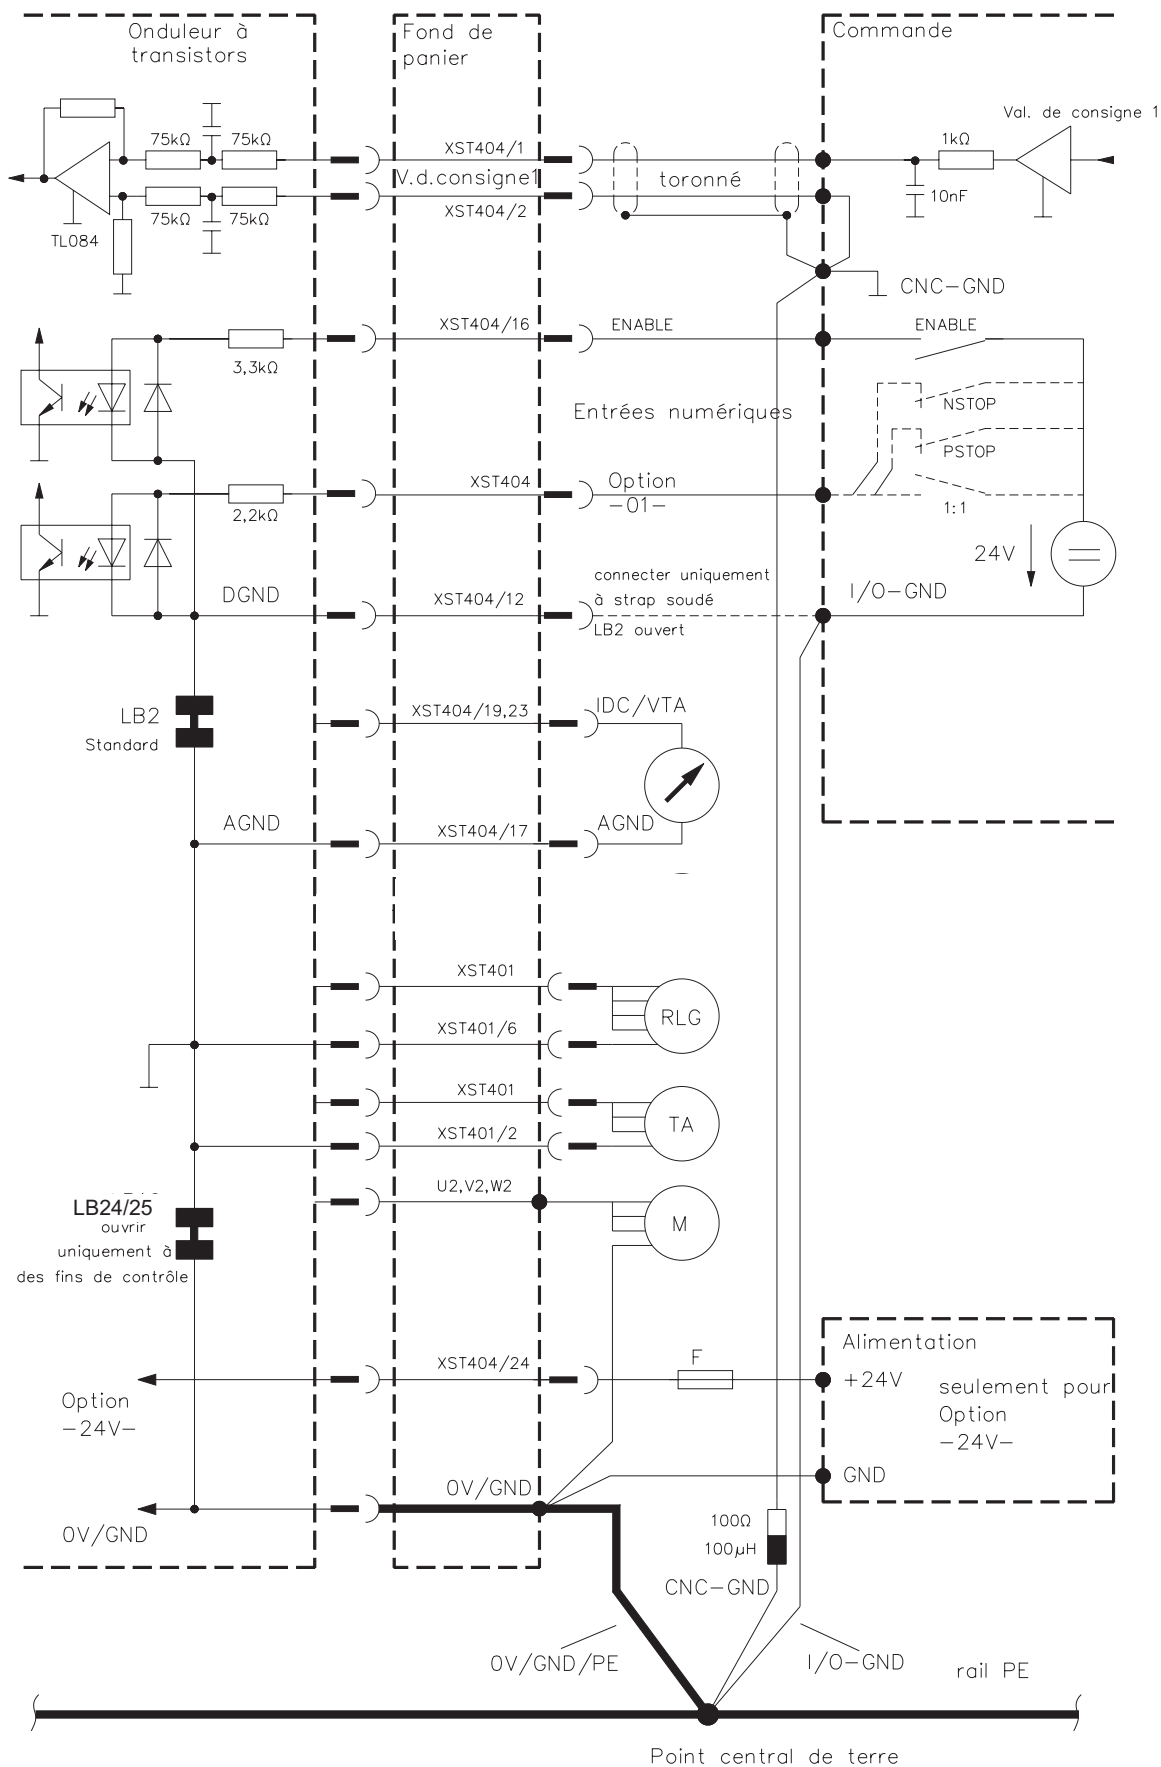 Onduleur à
transistors
Fond de
panier
Commande
Val. de consigne 1
75kΩ
75kΩ
XST404/1
1kΩ
V.d.consigne1
toronné
10nF
75kΩ
75kΩ
XST404/2
TL084
CNC-GND
XST404/16
ENABLE
ENABLE
3,3kΩ
Entrées numériques
NSTOP
PSTOP
XST404
Option
-01-
2,2kΩ
1:1
24V
connecter uniquement
à strap soudé
LB2 ouvert
DGND
XST404/12
I/O-GND
LB2
Standard
XST404/19,23
IDC/VTA
AGND
XST404/17
AGND
XST401
RLG
XST401/6
XST401
TA
XST401/2
U2,V2,W2
M
LB24/25
ouvrir
uniquement à
des fins de contrôle
Alimentation
XST404/24
F
+24V
seulement pour
Option
-24V-
Option
-24V-
GND
0V/GND
0V/GND
100Ω
100µH
CNC-GND
0V/GND/PE
I/O-GND
rail PE
Point central de terre